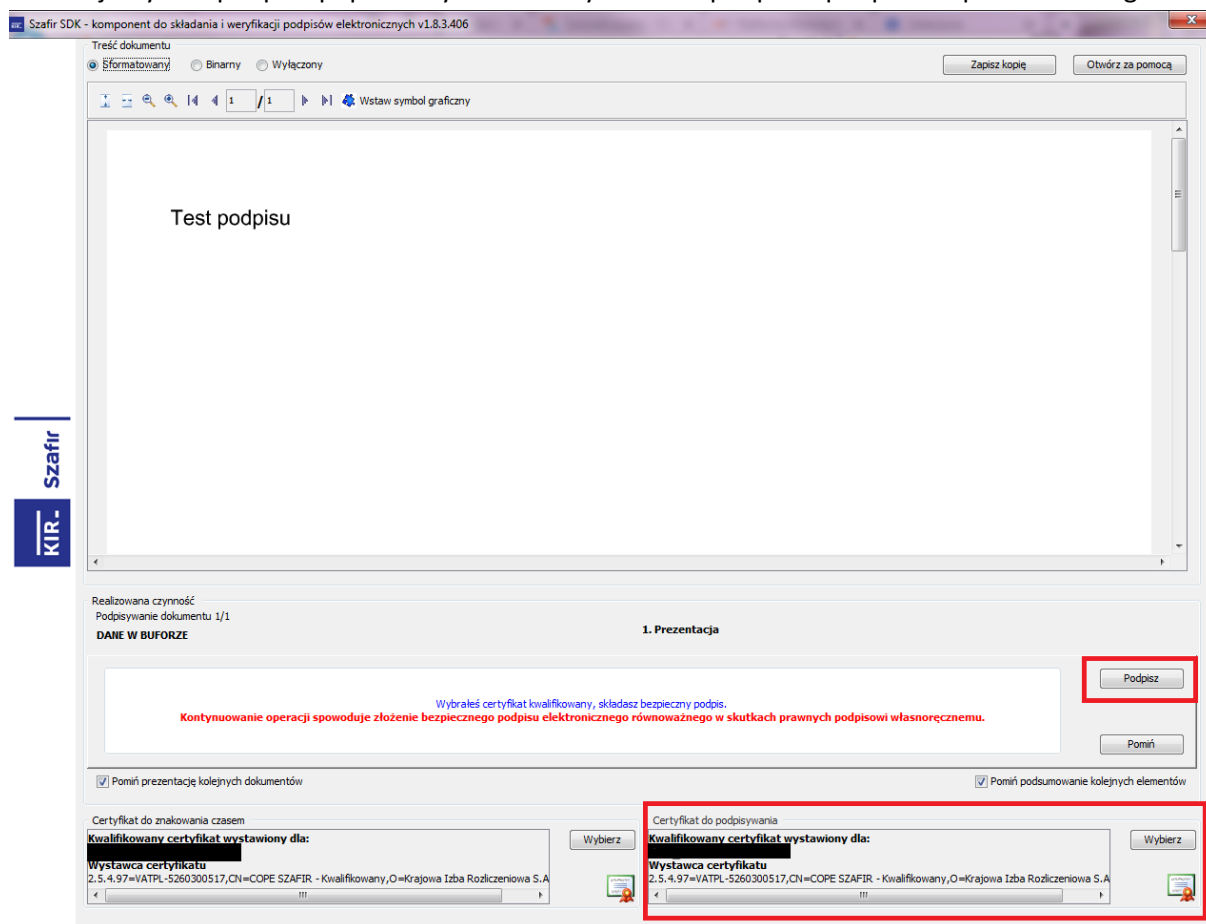 Szafir SDK - komponent do składania i weryfikacji podpisów elektronicznych v1.8.3.406
Treść dokumentu
Sformatowany Binarny Wyłączony Zapisz kopię Otwórz za pomocą
1 / 1 Wstaw symbol graficzny
Test podpisu
KIR. Szafir
Realizowana czynność
Podpisywanie dokumentu 1/1
DANE W BUFORZE
1. Prezentacja
Podpisz
Wybrałeś certyfikat kwalifikowany, składasz bezpieczny podpis.
Kontynuowanie operacji spowoduje złożenie bezpiecznego podpisu elektronicznego równoważnego w skutkach prawnych podpisowi własnoręcznemu.
Pomiń
Pomiń prezentację kolejnych dokumentów Pomiń podsumowanie kolejnych elementów
Certyfikat do znakowania czasem
Kwalifikowany certyfikat wystawiony dla:
Wybierz
Wystawca certyfikatu
2.5.4.97=VATPL-5260300517,CN=COPE SZAFIR - Kwalifikowany,O=Krajowa Izba Rozliczeniowa S.A
Certyfikat do podpisywania
Kwalifikowany certyfikat wystawiony dla:
Wybierz
Wystawca certyfikatu
2.5.4.97=VATPL-5260300517,CN=COPE SZAFIR - Kwalifikowany,O=Krajowa Izba Rozliczeniowa S.A